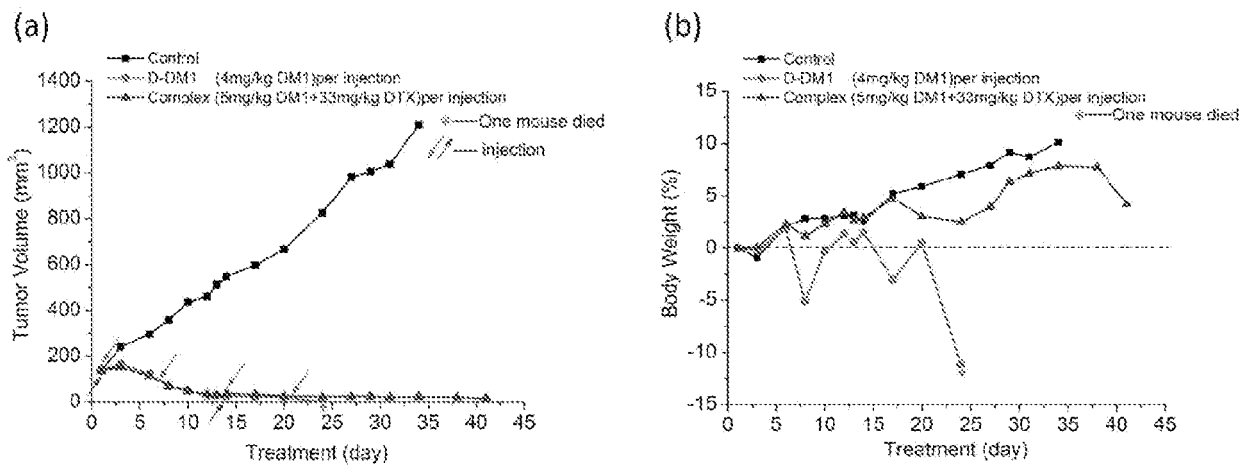 (a)
Control
D-DM1 (4mg/kg DM1)per injection
Complex (5mg/kg DM1+33mg/kg DTX)per injection
One mouse died
injection
1400
1200
1000
800
600
400
200
0
Tumor Volume (mm³)
0 5 10 15 20 25 30 35 40 45
Treatment (day)
(b)
Control
D-DM1 (4mg/kg DM1)per injection
Complex (5mg/kg DM1+33mg/kg DTX)per injection
One mouse died
15
10
5
0
-5
-10
-15
Body Weight (%)
0 5 10 15 20 25 30 35 40 45
Treatment (day)